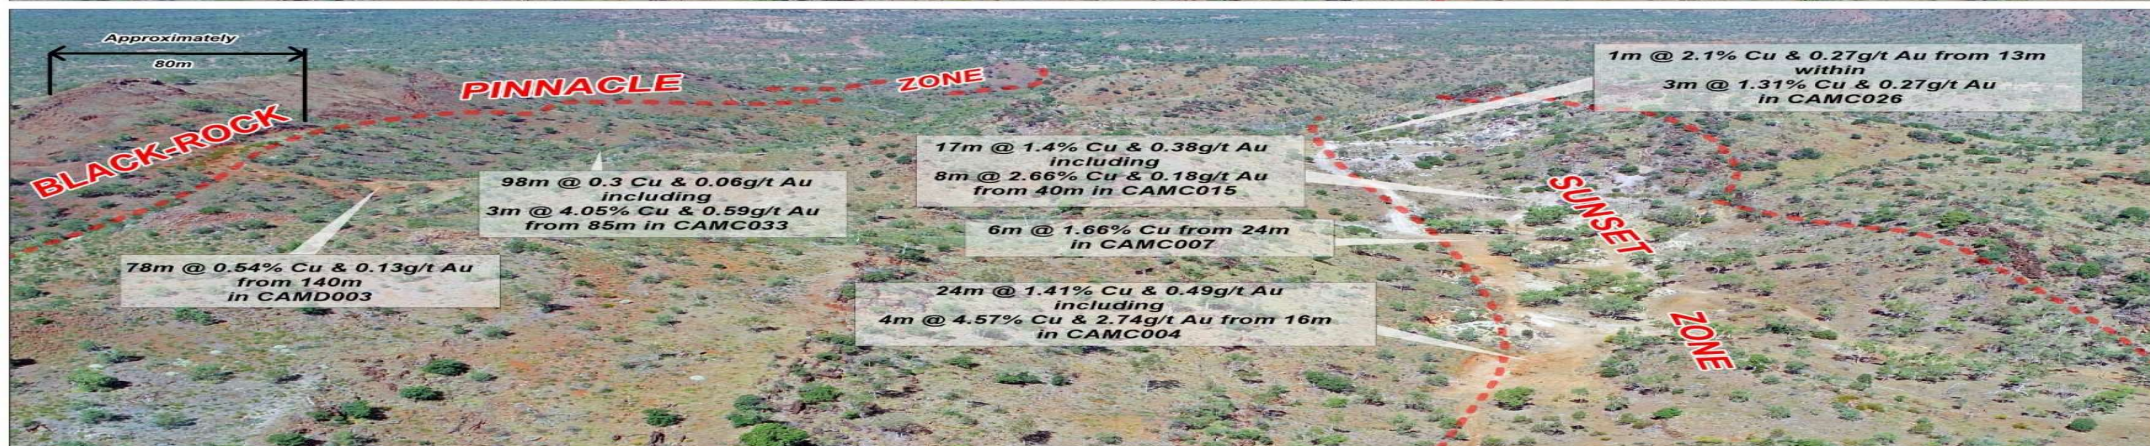 Approximately
80m
BLACK-ROCK
PINNACLE
ZONE
1m @ 2.1% Cu & 0.27g/t Au from 13m
within
3m @ 1.31% Cu & 0.27g/t Au
in CAMC026
17m @ 1.4% Cu & 0.38g/t Au
including
8m @ 2.66% Cu & 0.18g/t Au
from 40m in CAMC015
98m @ 0.3 Cu & 0.06g/t Au
including
3m @ 4.05% Cu & 0.59g/t Au
from 85m in CAMC033
6m @ 1.66% Cu from 24m
in CAMC007
78m @ 0.54% Cu & 0.13g/t Au
from 140m
in CAMD003
24m @ 1.41% Cu & 0.49g/t Au
including
4m @ 4.57% Cu & 2.74g/t Au from 16m
in CAMC004
SUNSET
ZONE